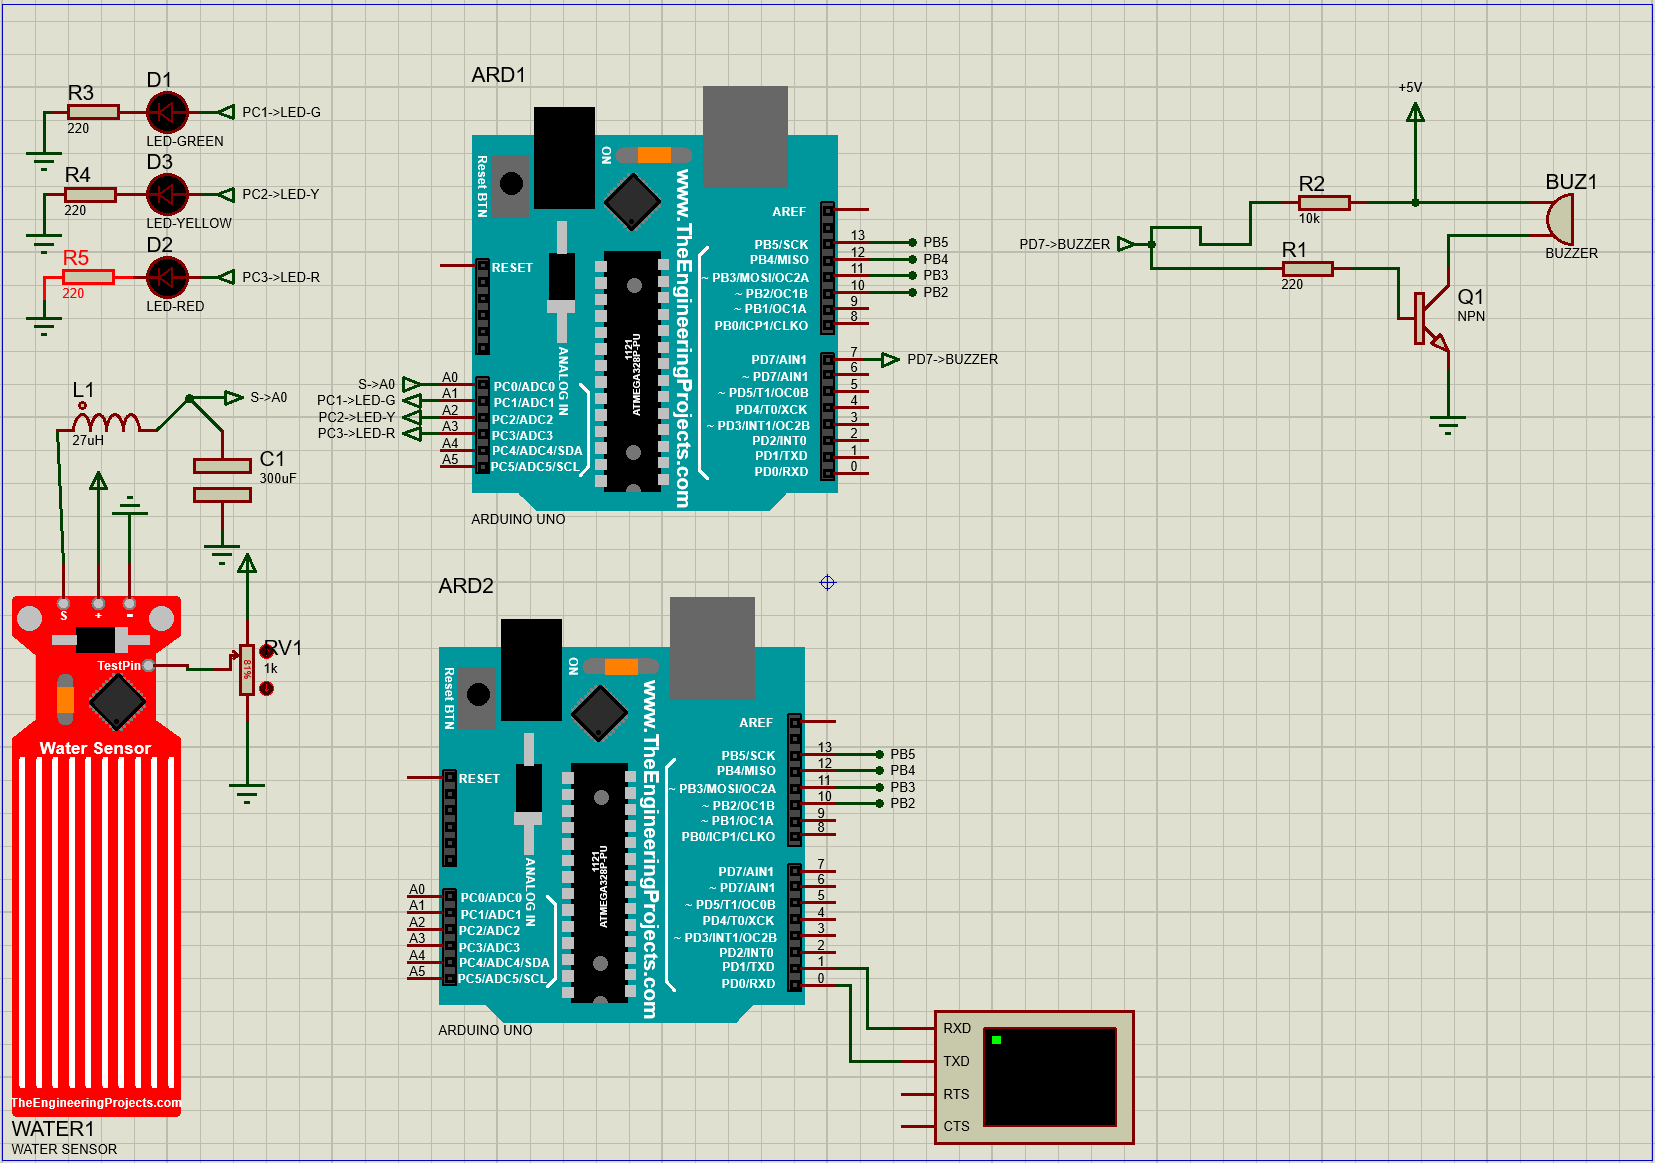 R3
220
D1
LED-GREEN
PC1->LED-G
R4
220
D3
LED-YELLOW
PC2->LED-Y
R5
220
D2
LED-RED
PC3->LED-R
L1
27uH
S->A0
C1
300uF
S
+
-
TestPin
RV1
1k
81%
Water Sensor
TheEngineeringProjects.com
WATER1
WATER SENSOR
ARD1
Reset BTN
ON
www.TheEngineeringProjects.com
ANALOG IN
1121
ATMEGA328P-PU
RESET
S->A0
A0
PC0/ADC0
PC1->LED-G
A1
PC1/ADC1
PC2->LED-Y
A2
PC2/ADC2
PC3->LED-R
A3
PC3/ADC3
A4
PC4/ADC4/SDA
A5
PC5/ADC5/SCL
AREF
PB5/SCK 13 PB5
PB4/MISO 12 PB4
~ PB3/MOSI/OC2A 11 PB3
~ PB2/OC1B 10 PB2
~ PB1/OC1A 9
PB0/ICP1/CLKO 8
PD7/AIN1 7 PD7->BUZZER
~ PD7/AIN1 6
~ PD5/T1/OC0B 5
PD4/T0/XCK 4
~ PD3/INT1/OC2B 3
PD2/INT0 2
PD1/TXD 1
PD0/RXD 0
ARDUINO UNO
ARD2
Reset BTN
ON
www.TheEngineeringProjects.com
ANALOG IN
1121
ATMEGA328P-PU
RESET
A0 PC0/ADC0
A1 PC1/ADC1
A2 PC2/ADC2
A3 PC3/ADC3
A4 PC4/ADC4/SDA
A5 PC5/ADC5/SCL
AREF
PB5/SCK 13 PB5
PB4/MISO 12 PB4
~ PB3/MOSI/OC2A 11 PB3
~ PB2/OC1B 10 PB2
~ PB1/OC1A 9
PB0/ICP1/CLKO 8
PD7/AIN1 7
~ PD7/AIN1 6
~ PD5/T1/OC0B 5
PD4/T0/XCK 4
~ PD3/INT1/OC2B 3
PD2/INT0 2
PD1/TXD 1
PD0/RXD 0
ARDUINO UNO
RXD
TXD
RTS
CTS
+5V
R2
10k
BUZ1
BUZZER
PD7->BUZZER
R1
220
Q1
NPN